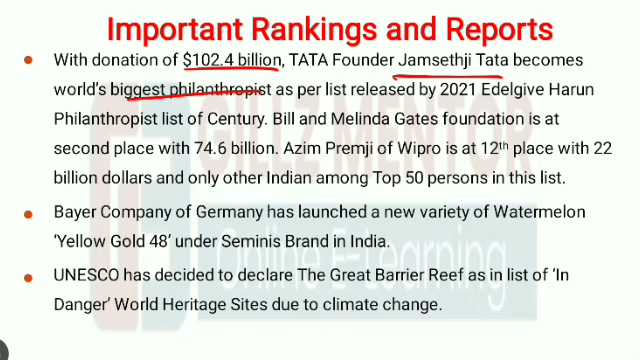 Important Rankings and Reports
With donation of $102.4 billion, TATA Founder Jamsethji Tata becomes
world's biggest philanthropist as per list released by 2021 Edelgive Harun
Philanthropist list of Century. Bill and Melinda Gates foundation is at
second place with 74.6 billion. Azim Premji of Wipro is at 12th place with 22
billion dollars and only other Indian among Top 50 persons in this list.
Bayer Company of Germany has launched a new variety of Watermelon
'Yellow Gold 48' under Seminis Brand in India.
UNESCO has decided to declare The Great Barrier Reef as in list of 'In
Danger' World Heritage Sites due to climate change.
GILLZ MENTOR
Online E-Learning